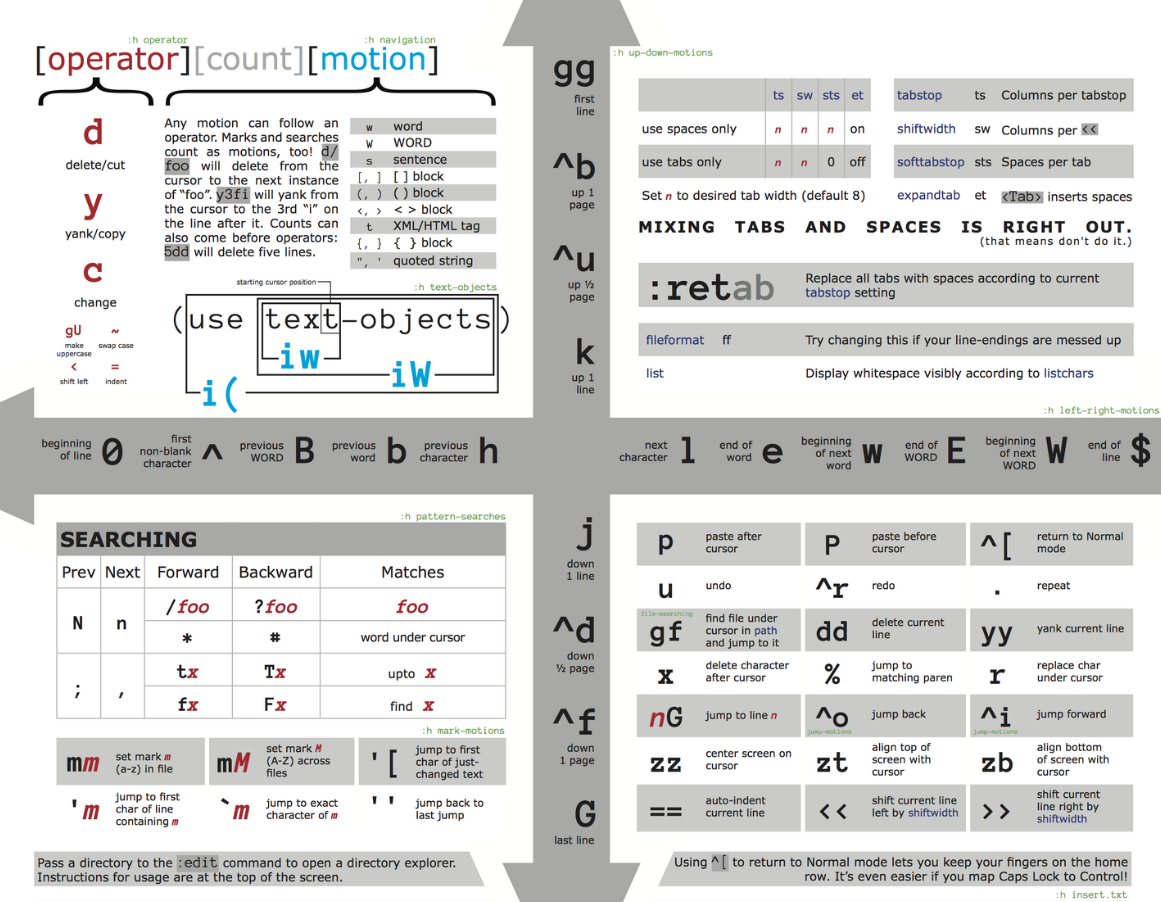 :h operator
:h navigation
[operator][count][motion]
d
delete/cut
y
yank/copy
c
change
gU
make
uppercase
~
swap case
<
shift left
=
indent
Any motion can follow an
operator. Marks and searches
count as motions, too! d/
foo will delete from the
cursor to the next instance
of “foo”. y3fi will yank from
the cursor to the 3rd “i” on
the line after it. Counts can
also come before operators:
5dd will delete five lines.
w word
W WORD
s sentence
[, ] [ ] block
(, ) ( ) block
<, > < > block
t XML/HTML tag
{, } { } block
", ' quoted string
starting cursor position
:h text-objects
(use text-objects)
iw
iW
i(
gg
first
line
^b
up 1
page
^u
up ½
page
k
up 1
line
:h up-down-motions
ts sw sts et
use spaces only n n n on
use tabs only n n 0 off
Set n to desired tab width (default 8)
tabstop ts Columns per tabstop
shiftwidth sw Columns per <<
softtabstop sts Spaces per tab
expandtab et <Tab> inserts spaces
MIXING TABS AND SPACES IS RIGHT OUT.
(that means don't do it.)
:retab
Replace all tabs with spaces according to current
tabstop setting
fileformat ff Try changing this if your line-endings are messed up
list Display whitespace visibly according to listchars
:h left-right-motions
beginning
of line
0
first
non-blank
character
^
previous
WORD
B
previous
word
b
previous
character
h
next
character
l
end of
word
e
beginning
of next
word
w
end of
WORD
E
beginning
of next
WORD
W
end of
line
$
:h pattern-searches
SEARCHING
Prev Next Forward Backward Matches
N n
/foo ?foo foo
* # word under cursor
; ,
tx Tx upto x
fx Fx find x
:h mark-motions
mm
set mark m
(a-z) in file
mM
set mark M
(A-Z) across
files
'[
jump to first
char of just-
changed text
'm
jump to first
char of line
containing m
`m
jump to exact
character of m
''
jump back to
last jump
Pass a directory to the :edit command to open a directory explorer.
Instructions for usage are at the top of the screen.
j
down
1 line
^d
down
½ page
^f
down
1 page
G
last line
p
paste after
cursor
P
paste before
cursor
^[
return to Normal
mode
u
undo
^r
redo
.
repeat
file-searching
gf
find file under
cursor in path
and jump to it
dd
delete current
line
yy
yank current line
x
delete character
after cursor
%
jump to
matching paren
r
replace char
under cursor
nG
jump to line n
^o
jump back
jump-motions
^i
jump forward
jump-motions
zz
center screen on
cursor
zt
align top of
screen with
cursor
zb
align bottom
of screen with
cursor
==
auto-indent
current line
<<
shift current line
left by shiftwidth
>>
shift current
line right by
shiftwidth
Using ^[ to return to Normal mode lets you keep your fingers on the home
row. It’s even easier if you map Caps Lock to Control!
:h insert.txt